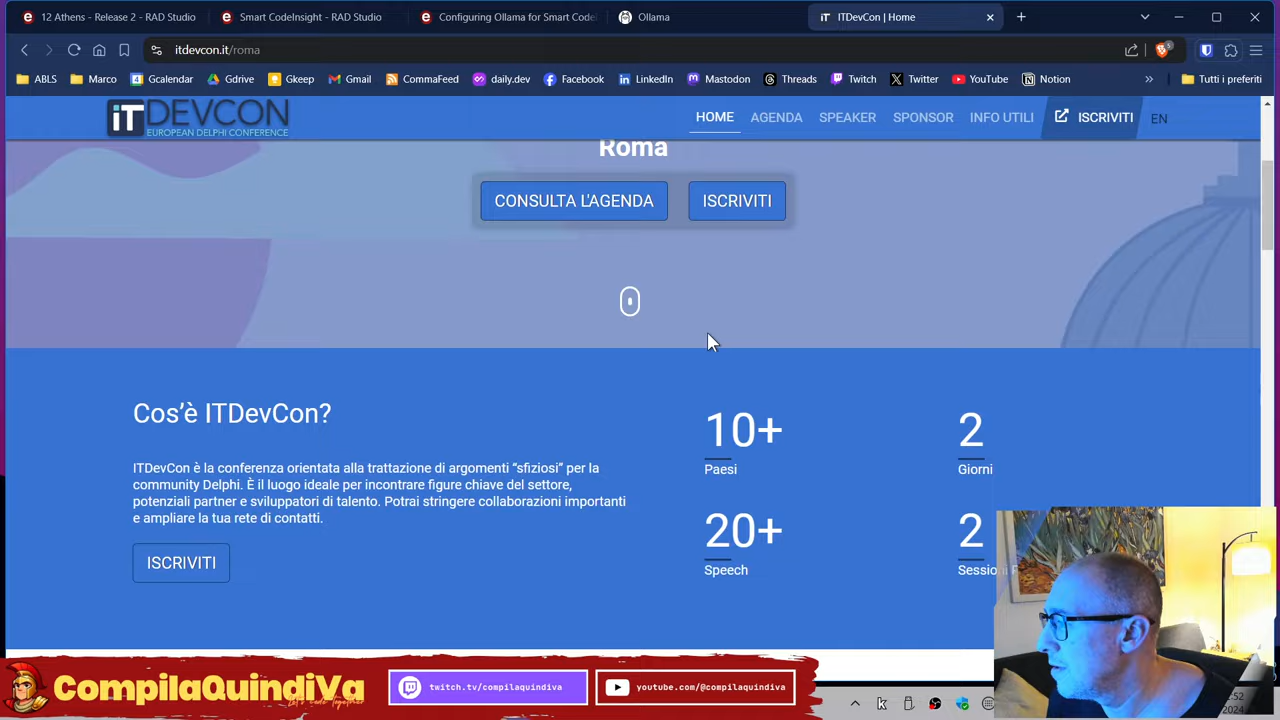 12 Athens - Release 2 - RAD Studio
Smart CodeInsight - RAD Studio
Configuring Ollama for Smart Code
Ollama
ITDevCon | Home
itdevcon.it/roma
ABLS
Marco
Gcalendar
Gdrive
Gkeep
Gmail
CommaFeed
daily.dev
Facebook
LinkedIn
Mastodon
Threads
Twitch
Twitter
YouTube
Notion
Tutti i preferiti
ITDEVCON
EUROPEAN DELPHI CONFERENCE
HOME
AGENDA
SPEAKER
SPONSOR
INFO UTILI
ISCRIVITI
EN
Roma
CONSULTA L'AGENDA
ISCRIVITI
Cos’è ITDevCon?
ITDevCon è la conferenza orientata alla trattazione di argomenti “sfiziosi” per la
community Delphi. È il luogo ideale per incontrare figure chiave del settore,
potenziali partner e sviluppatori di talento. Potrai stringere collaborazioni importanti
e ampliare la tua rete di contatti.
ISCRIVITI
10+
Paesi
2
Giorni
20+
Speech
2
Sessioni
CompilaQuindiVa
Let's Code Together
twitch.tv/compilaquindiva
youtube.com/@compilaquindiva